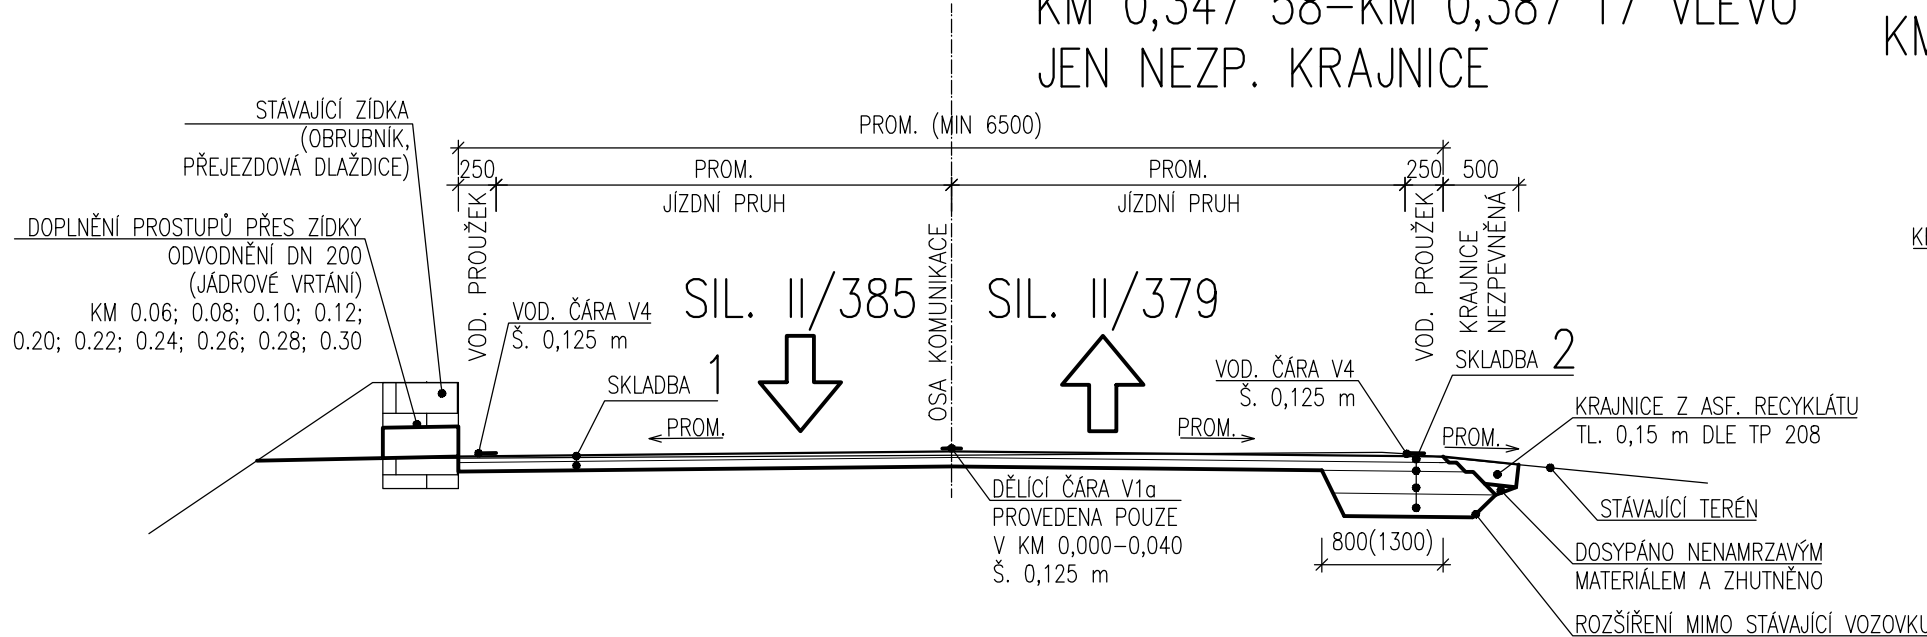 KM 0,347 58–KM 0,387 17 VLEVO
JEN NEZP. KRAJNICE
KM
STÁVAJÍCÍ ZÍDKA
(OBRUBNÍK,
PŘEJEZDOVÁ DLAŽDICE)
PROM. (MIN 6500)
250
PROM.
PROM.
250
500
JÍZDNÍ PRUH
JÍZDNÍ PRUH
DOPLNĚNÍ PROSTUPŮ PŘES ZÍDKY
ODVODNĚNÍ DN 200
(JÁDROVÉ VRTÁNÍ)
KM 0.06; 0.08; 0.10; 0.12;
0.20; 0.22; 0.24; 0.26; 0.28; 0.30
VOD. PROUŽEK
VOD. ČÁRA V4
Š. 0,125 m
SIL. II/385
OSA KOMUNIKACE
SIL. II/379
VOD. PROUŽEK
KRAJNICE
NEZPEVNĚNÁ
SKLADBA 1
VOD. ČÁRA V4
Š. 0,125 m
SKLADBA 2
PROM.
PROM.
PROM.
KRAJNICE Z ASF. RECYKLÁTU
TL. 0,15 m DLE TP 208
DĚLÍCÍ ČÁRA V1a
PROVEDENA POUZE
V KM 0,000–0,040
Š. 0,125 m
800(1300)
STÁVAJÍCÍ TERÉN
DOSYPÁNO NENAMRZAVÝM
MATERIÁLEM A ZHUTNĚNO
ROZŠÍŘENÍ MIMO STÁVAJÍCÍ VOZOVKU